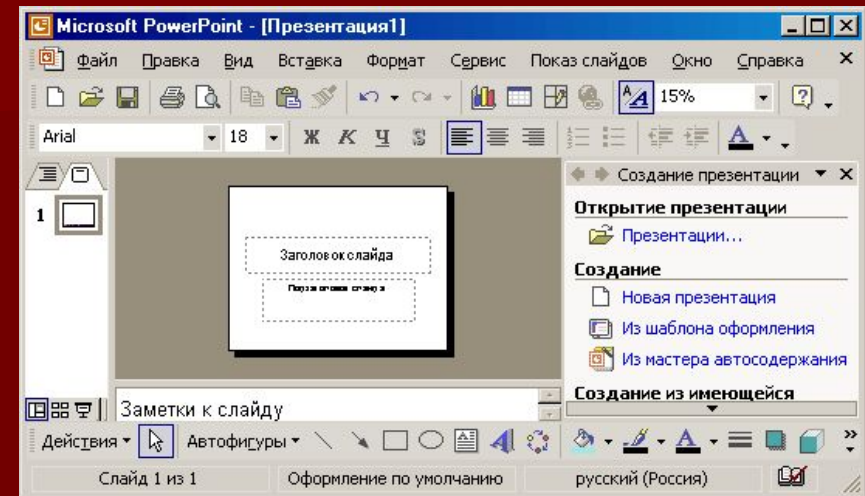 Microsoft PowerPoint - [Презентация1]
Файл Правка Вид Вставка Формат Сервис Показ слайдов Окно Справка
15%
Arial 18 Ж К Ч S A
Создание презентации
1
Открытие презентации
Презентации...
Заголовок слайда
Подзаголовок слайда
Создание
Новая презентация
Из шаблона оформления
Из мастера автосодержания
Создание из имеющейся
Заметки к слайду
Действия Автофигуры
Слайд 1 из 1 Оформление по умолчанию русский (Россия)